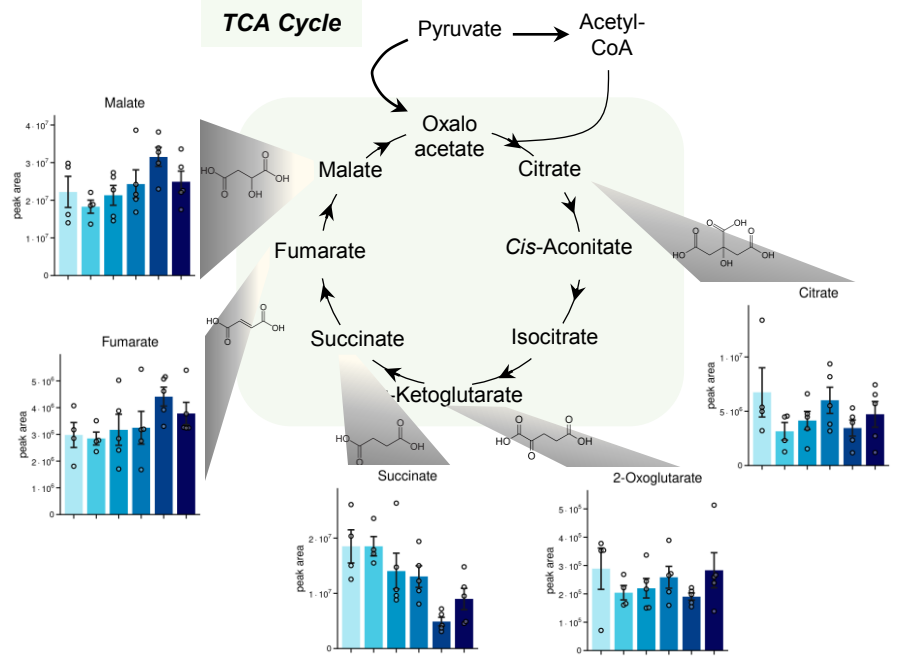 TCA Cycle
Pyruvate
Acetyl-
CoA
Oxalo
acetate
Malate
Citrate
Fumarate
Cis-Aconitate
Succinate
Isocitrate
-Ketoglutarate
Malate
peak area
4·10⁷
3·10⁷
2·10⁷
1·10⁷
0
HO
O
O
OH
OH
Fumarate
peak area
5·10⁶
4·10⁶
3·10⁶
2·10⁶
1·10⁶
0
HO
O
O
OH
Succinate
peak area
2·10⁷
1·10⁷
0
HO
O
O
OH
2-Oxoglutarate
peak area
5·10⁵
4·10⁵
3·10⁵
2·10⁵
1·10⁵
0
HO
O
O
O
OH
Citrate
peak area
1·10⁷
5·10⁶
0
HO
O
O
OH
O
OH
OH